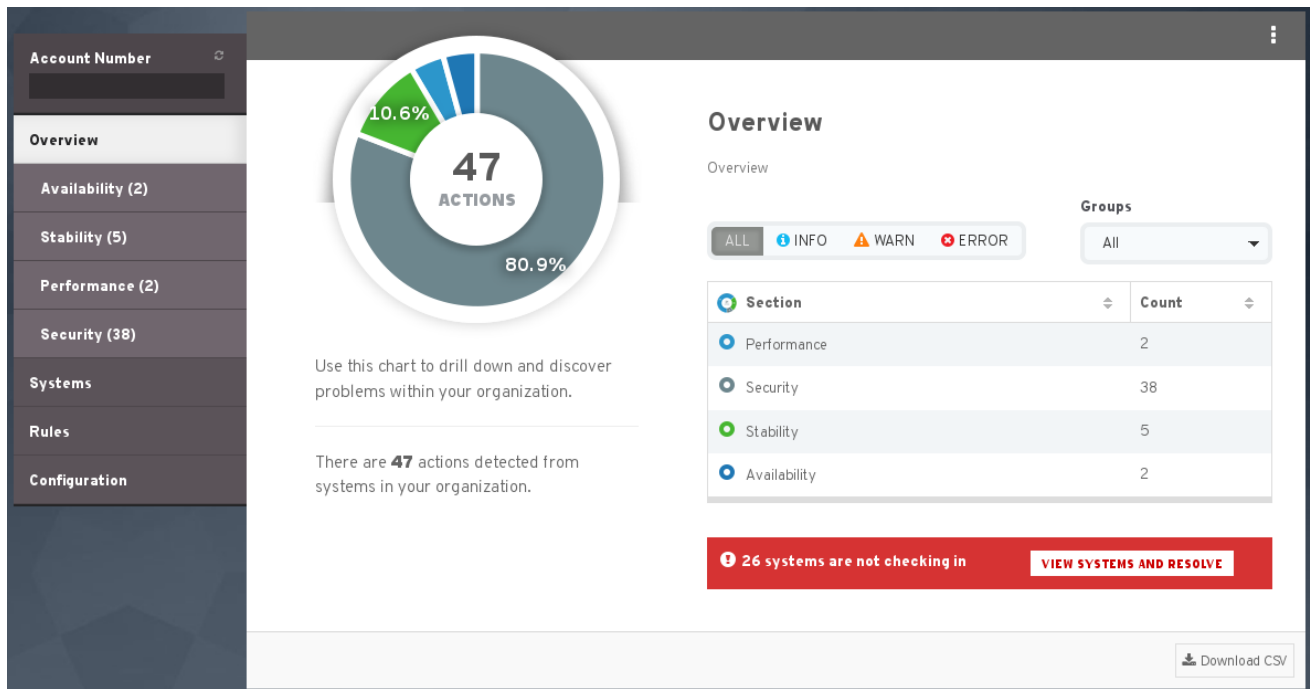 Account Number
Overview
Availability (2)
Stability (5)
Performance (2)
Security (38)
Systems
Rules
Configuration
10.6%
47
ACTIONS
80.9%
Use this chart to drill down and discover
problems within your organization.
There are 47 actions detected from
systems in your organization.
Overview
Overview
Groups
ALL INFO WARN ERROR
All
Section Count
Performance 2
Security 38
Stability 5
Availability 2
26 systems are not checking in VIEW SYSTEMS AND RESOLVE
Download CSV